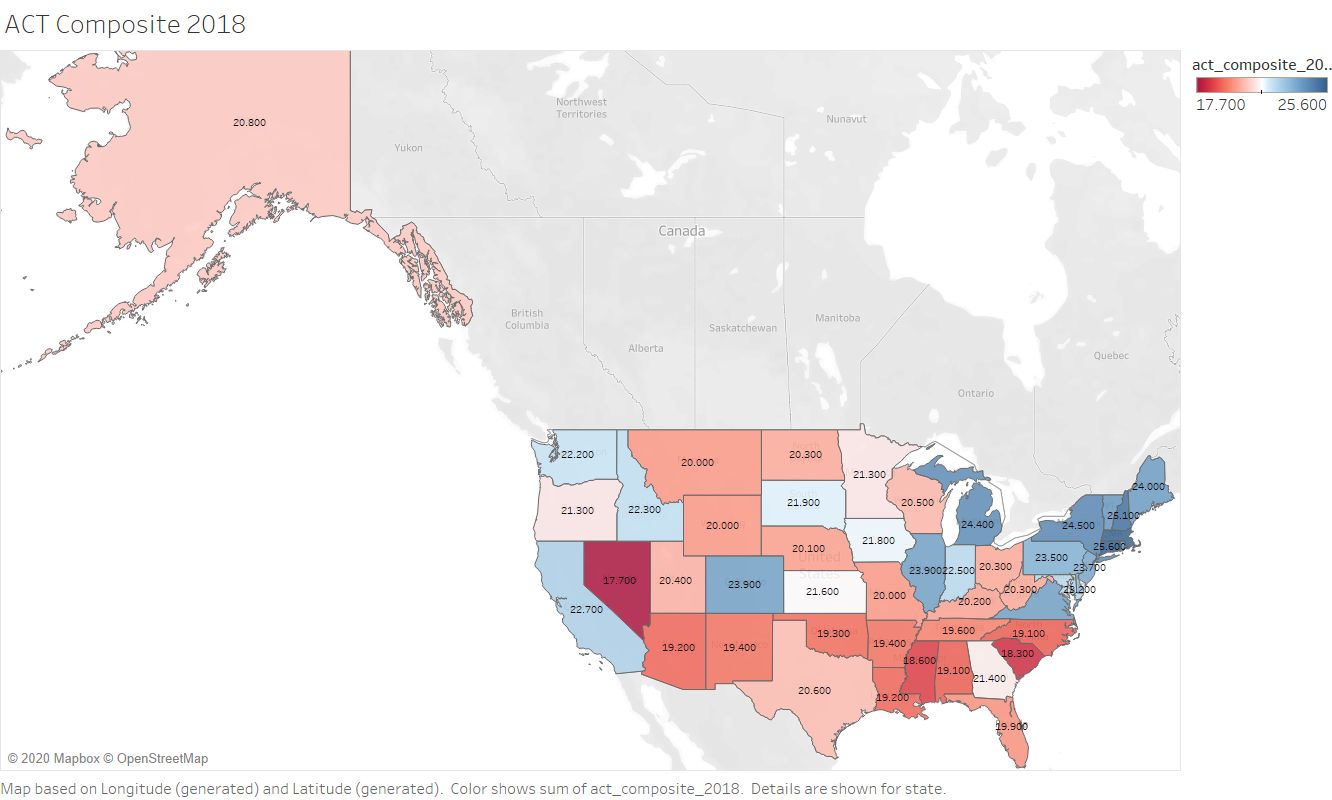 ACT Composite 2018
act_composite_20..
17.700 25.600
20.800
Northwest
Territories
Nunavut
Yukon
Canada
British
Columbia
Manitoba
Saskatchewan
Alberta
Quebec
Ontario
22.200
20.300
20.000
21.300
24.000
21.900
20.500
21.300
22.300
25.100
24.400
24.500
20.000
21.800
20.100
25.600
United
States
23.500
17.700
20.400
23.900
21.600
23.900
22.500
20.300
23.700
22.700
20.000
20.300
20.200
19.600
19.100
19.200
19.400
19.300
19.400
18.300
18.600
19.100
21.400
20.600
19.200
19.900
© 2020 Mapbox © OpenStreetMap
Map based on Longitude (generated) and Latitude (generated). Color shows sum of act_composite_2018. Details are shown for state.